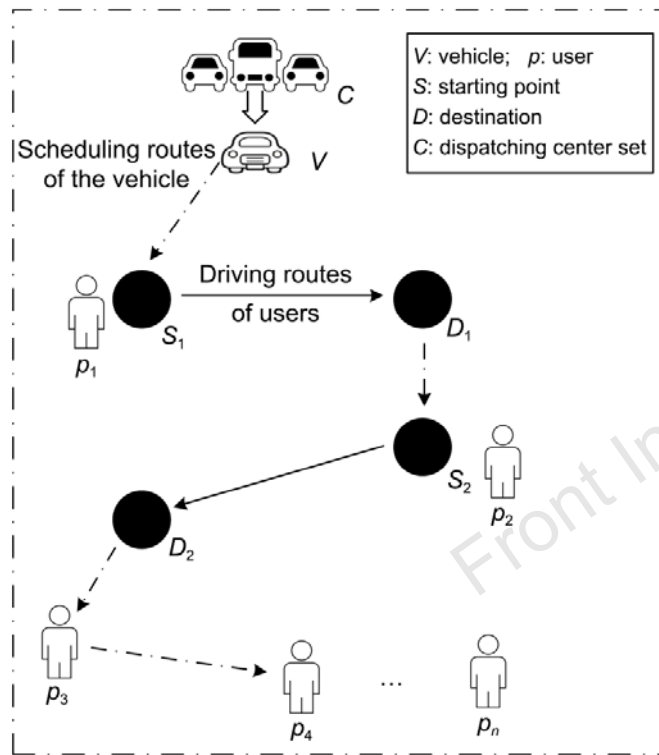 V: vehicle; p: user
S: starting point
D: destination
C: dispatching center set
C
V
Scheduling routes
of the vehicle
Driving routes
of users
S₁
D₁
p₁
S₂
p₂
D₂
p₃
p₄
...
pₙ
Front In